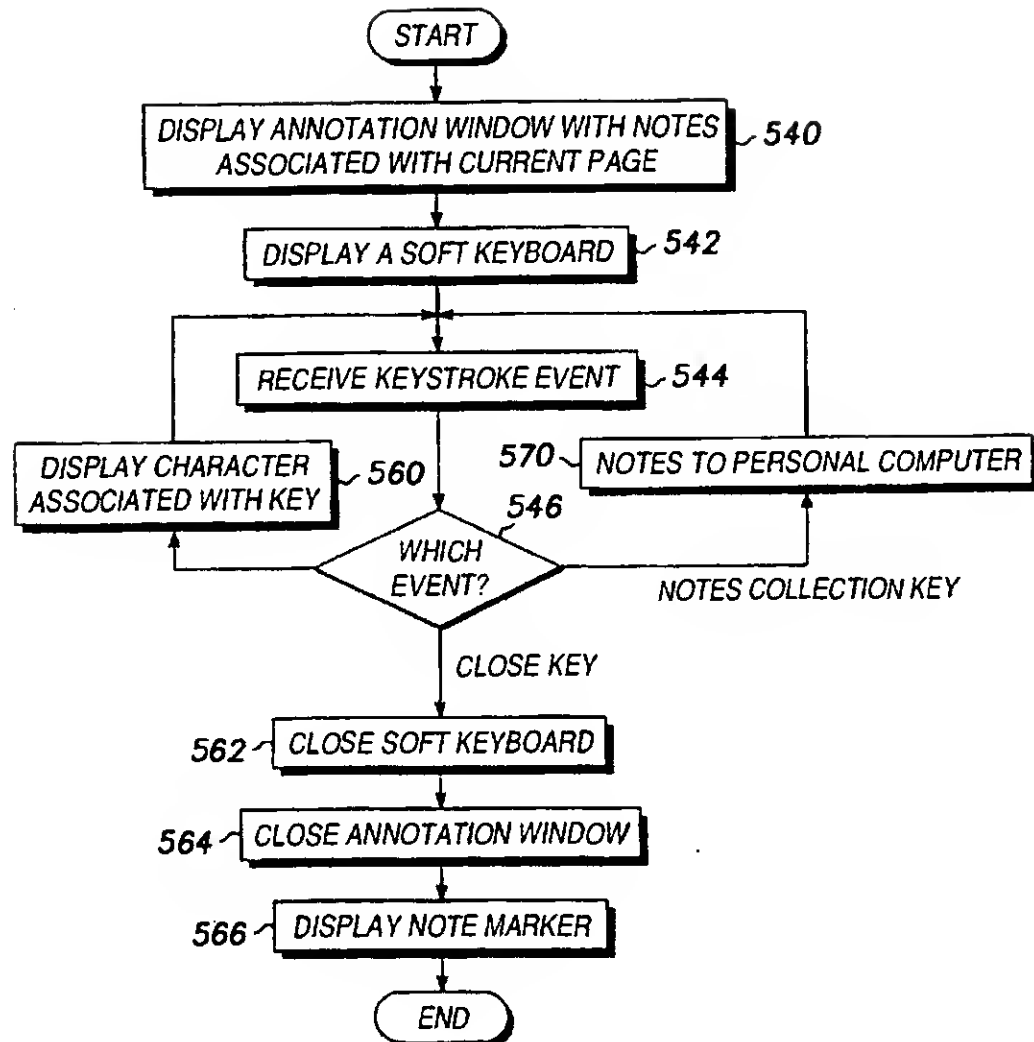 START
DISPLAY ANNOTATION WINDOW WITH NOTES
ASSOCIATED WITH CURRENT PAGE
540
DISPLAY A SOFT KEYBOARD
542
RECEIVE KEYSTROKE EVENT
544
DISPLAY CHARACTER
ASSOCIATED WITH KEY
560
570
NOTES TO PERSONAL COMPUTER
546
WHICH
EVENT?
NOTES COLLECTION KEY
CLOSE KEY
562
CLOSE SOFT KEYBOARD
564
CLOSE ANNOTATION WINDOW
566
DISPLAY NOTE MARKER
END